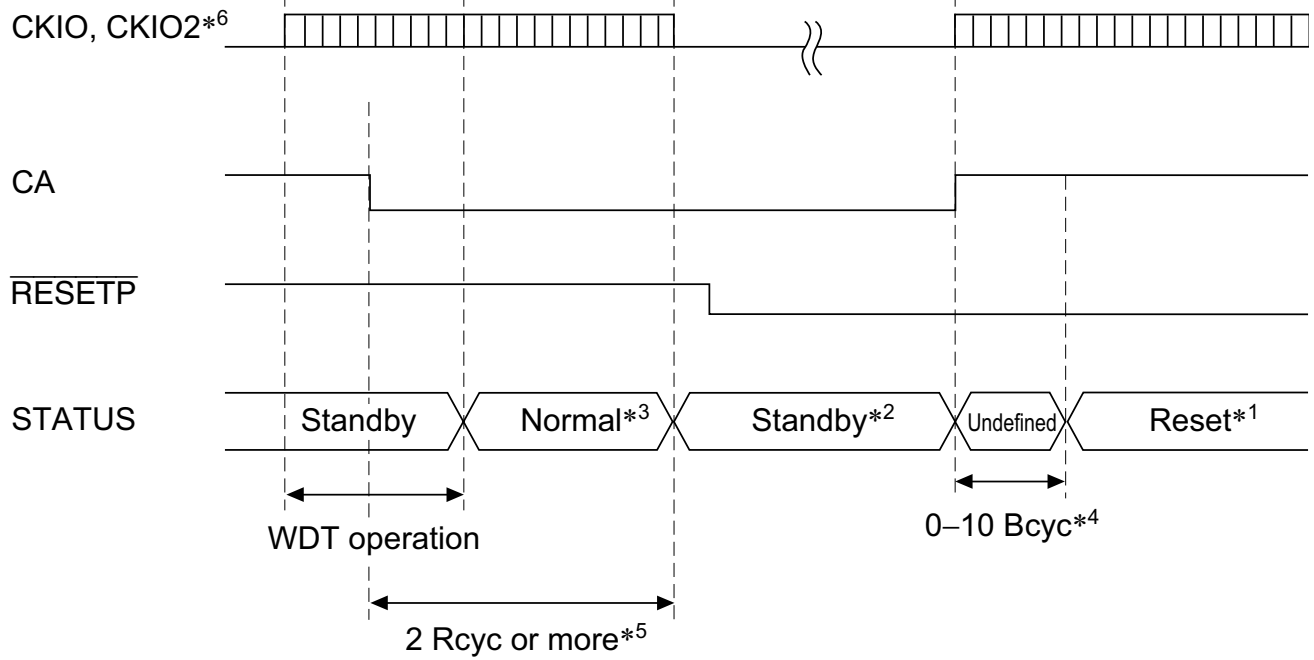 CKIO, CKIO2*6
CA
RESETP
STATUS
Standby
Normal*3
Standby*2
Undefined
Reset*1
WDT operation
0–10 Bcyc*4
2 Rcyc or more*5